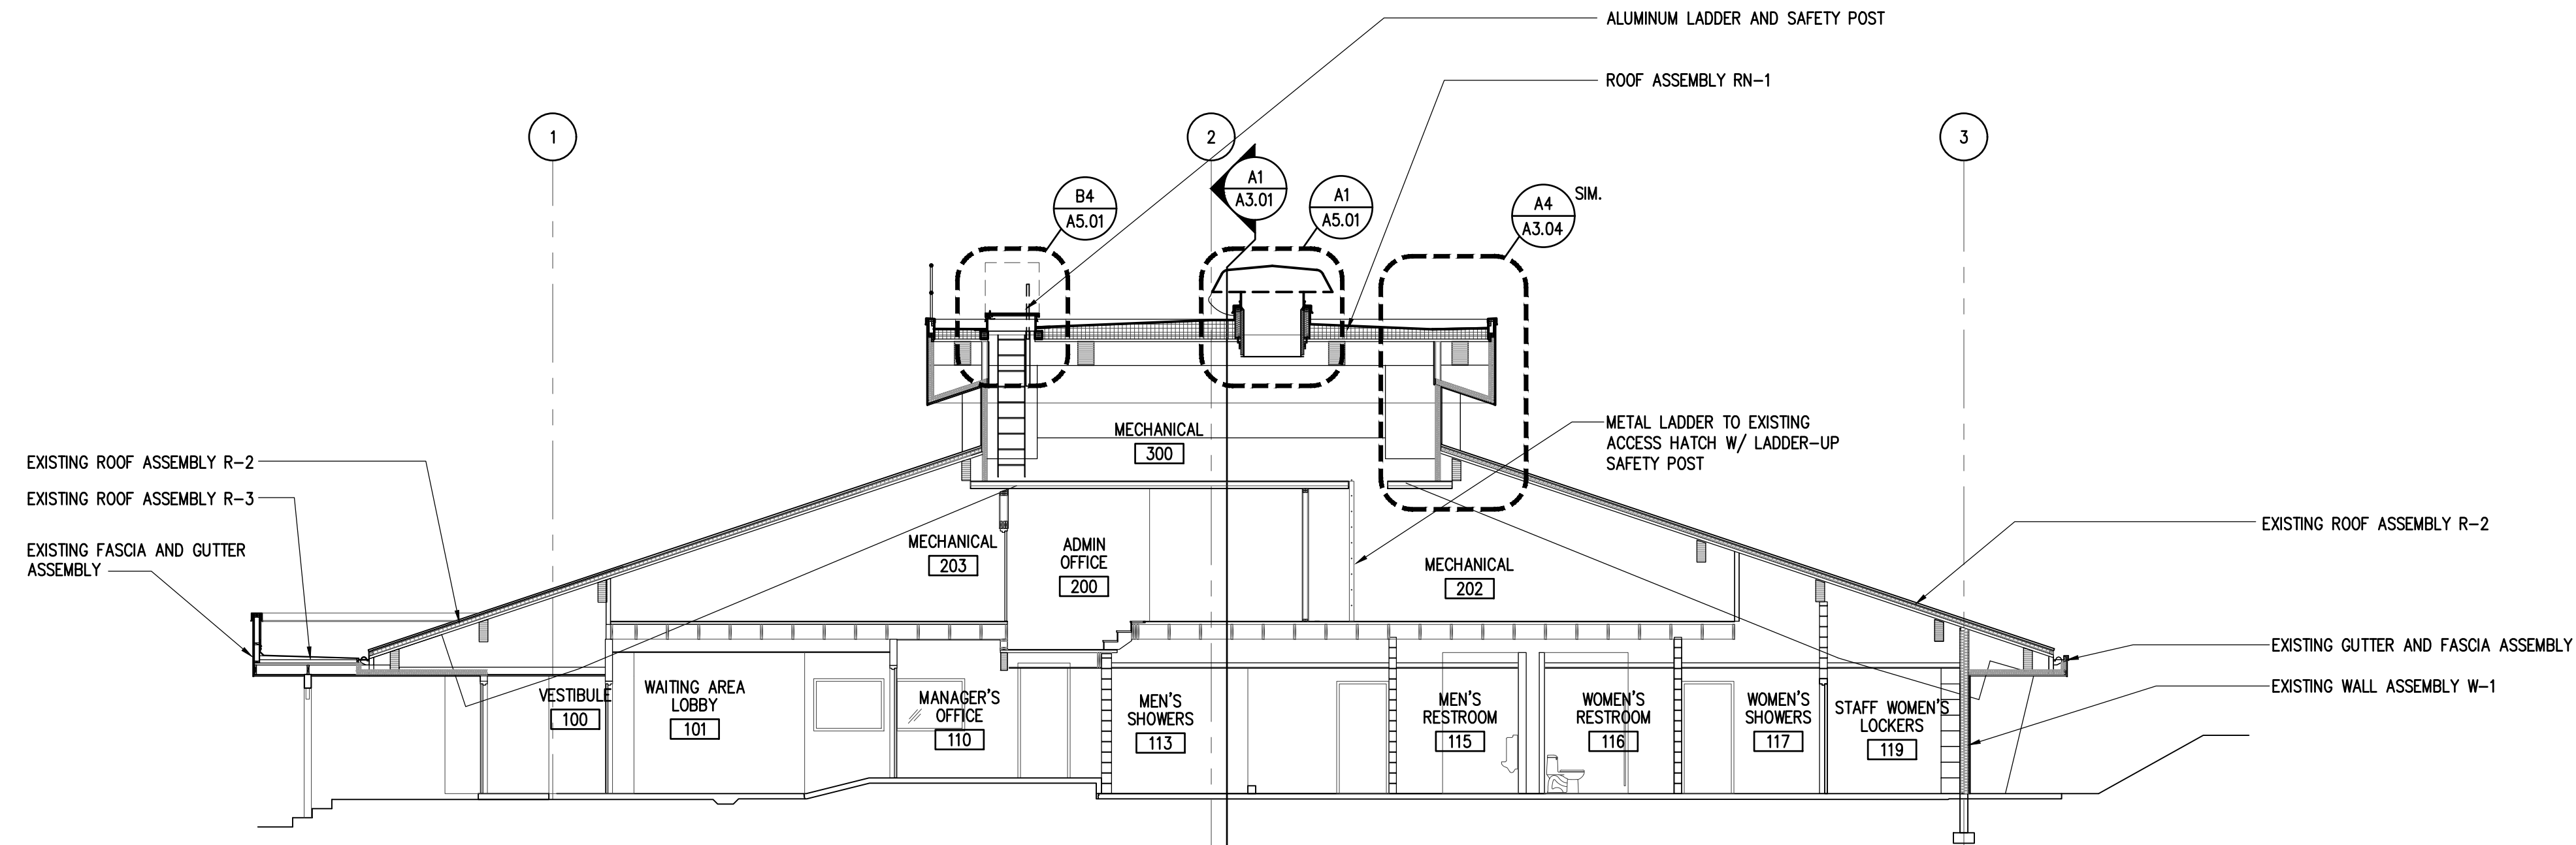 ALUMINUM LADDER AND SAFETY POST
ROOF ASSEMBLY RN-1
1
2
3
A1
A3.01
B4
A5.01
A1
A5.01
A4
A3.04
SIM.
METAL LADDER TO EXISTING
ACCESS HATCH W/ LADDER-UP
SAFETY POST
MECHANICAL
300
EXISTING ROOF ASSEMBLY R-2
EXISTING ROOF ASSEMBLY R-3
EXISTING FASCIA AND GUTTER
ASSEMBLY
MECHANICAL
203
ADMIN
OFFICE
200
MECHANICAL
202
EXISTING ROOF ASSEMBLY R-2
EXISTING GUTTER AND FASCIA ASSEMBLY
EXISTING WALL ASSEMBLY W-1
VESTIBULE
100
WAITING AREA
LOBBY
101
MANAGER'S
OFFICE
110
MEN'S
SHOWERS
113
MEN'S
RESTROOM
115
WOMEN'S
RESTROOM
116
WOMEN'S
SHOWERS
117
STAFF WOMEN'S
LOCKERS
119